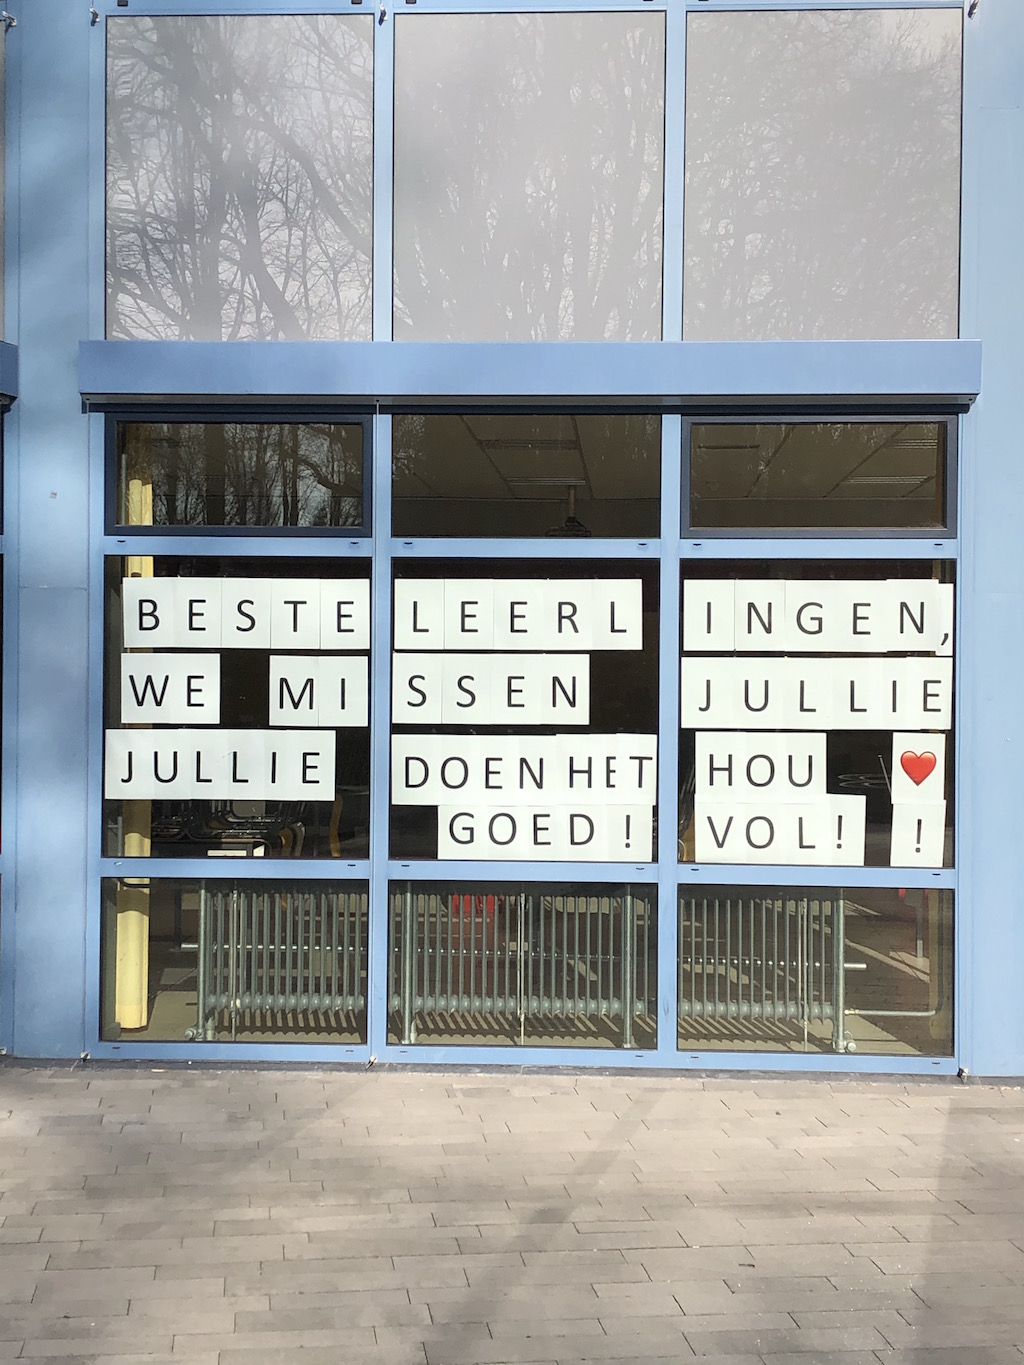 BESTE LEERLINGEN,
WE MISSEN JULLIE
JULLIE DOEN HET GOED!
HOU VOL! ❤️!